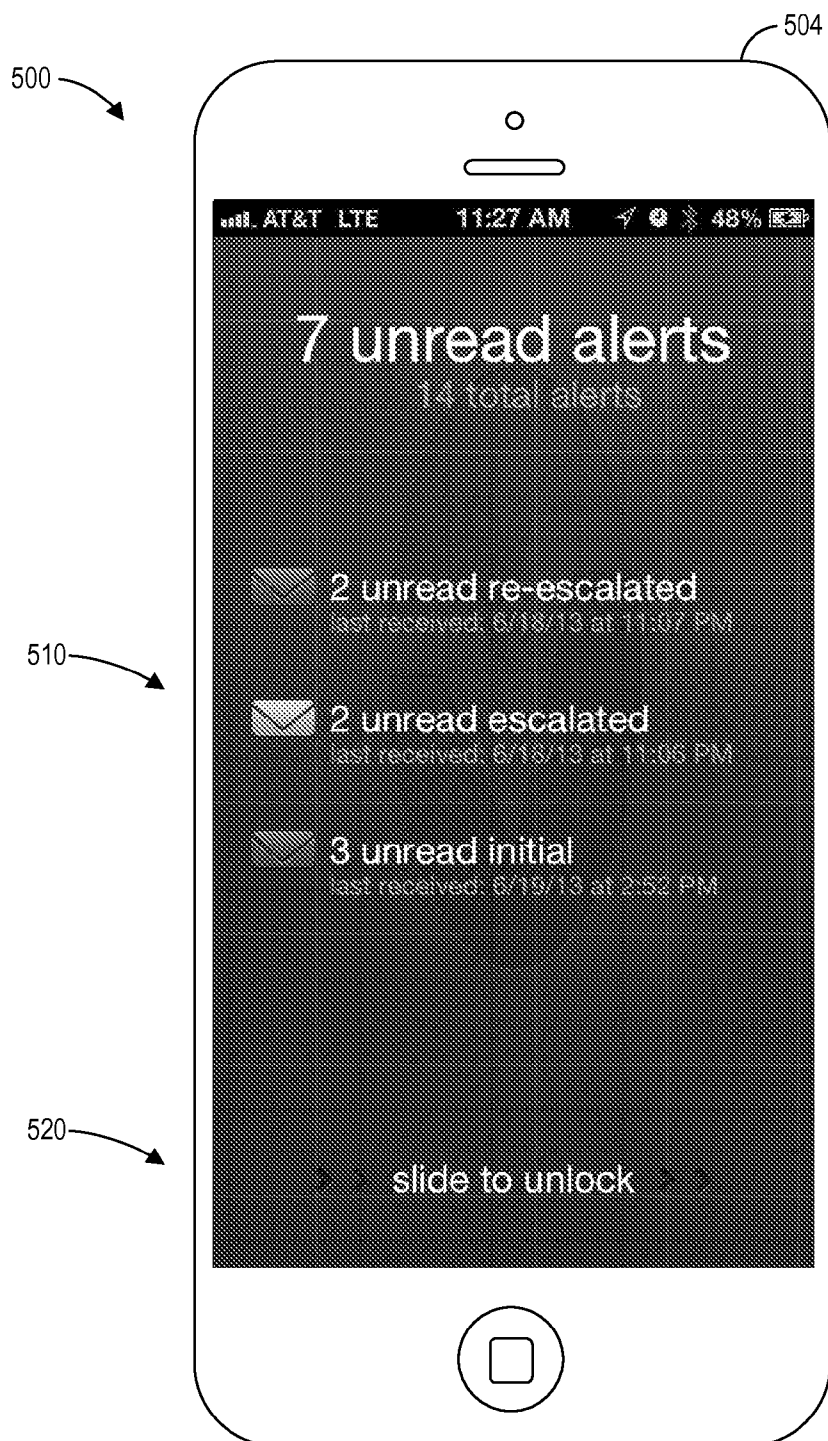 504
500
AT&T LTE 11:27 AM 48%
7 unread alerts
14 total alerts
2 unread re-escalated
last received: 6/18/13 at 11:07 PM
510
2 unread escalated
last received: 6/18/13 at 11:05 PM
3 unread initial
last received: 6/19/13 at 2:52 PM
520
> > slide to unlock > >